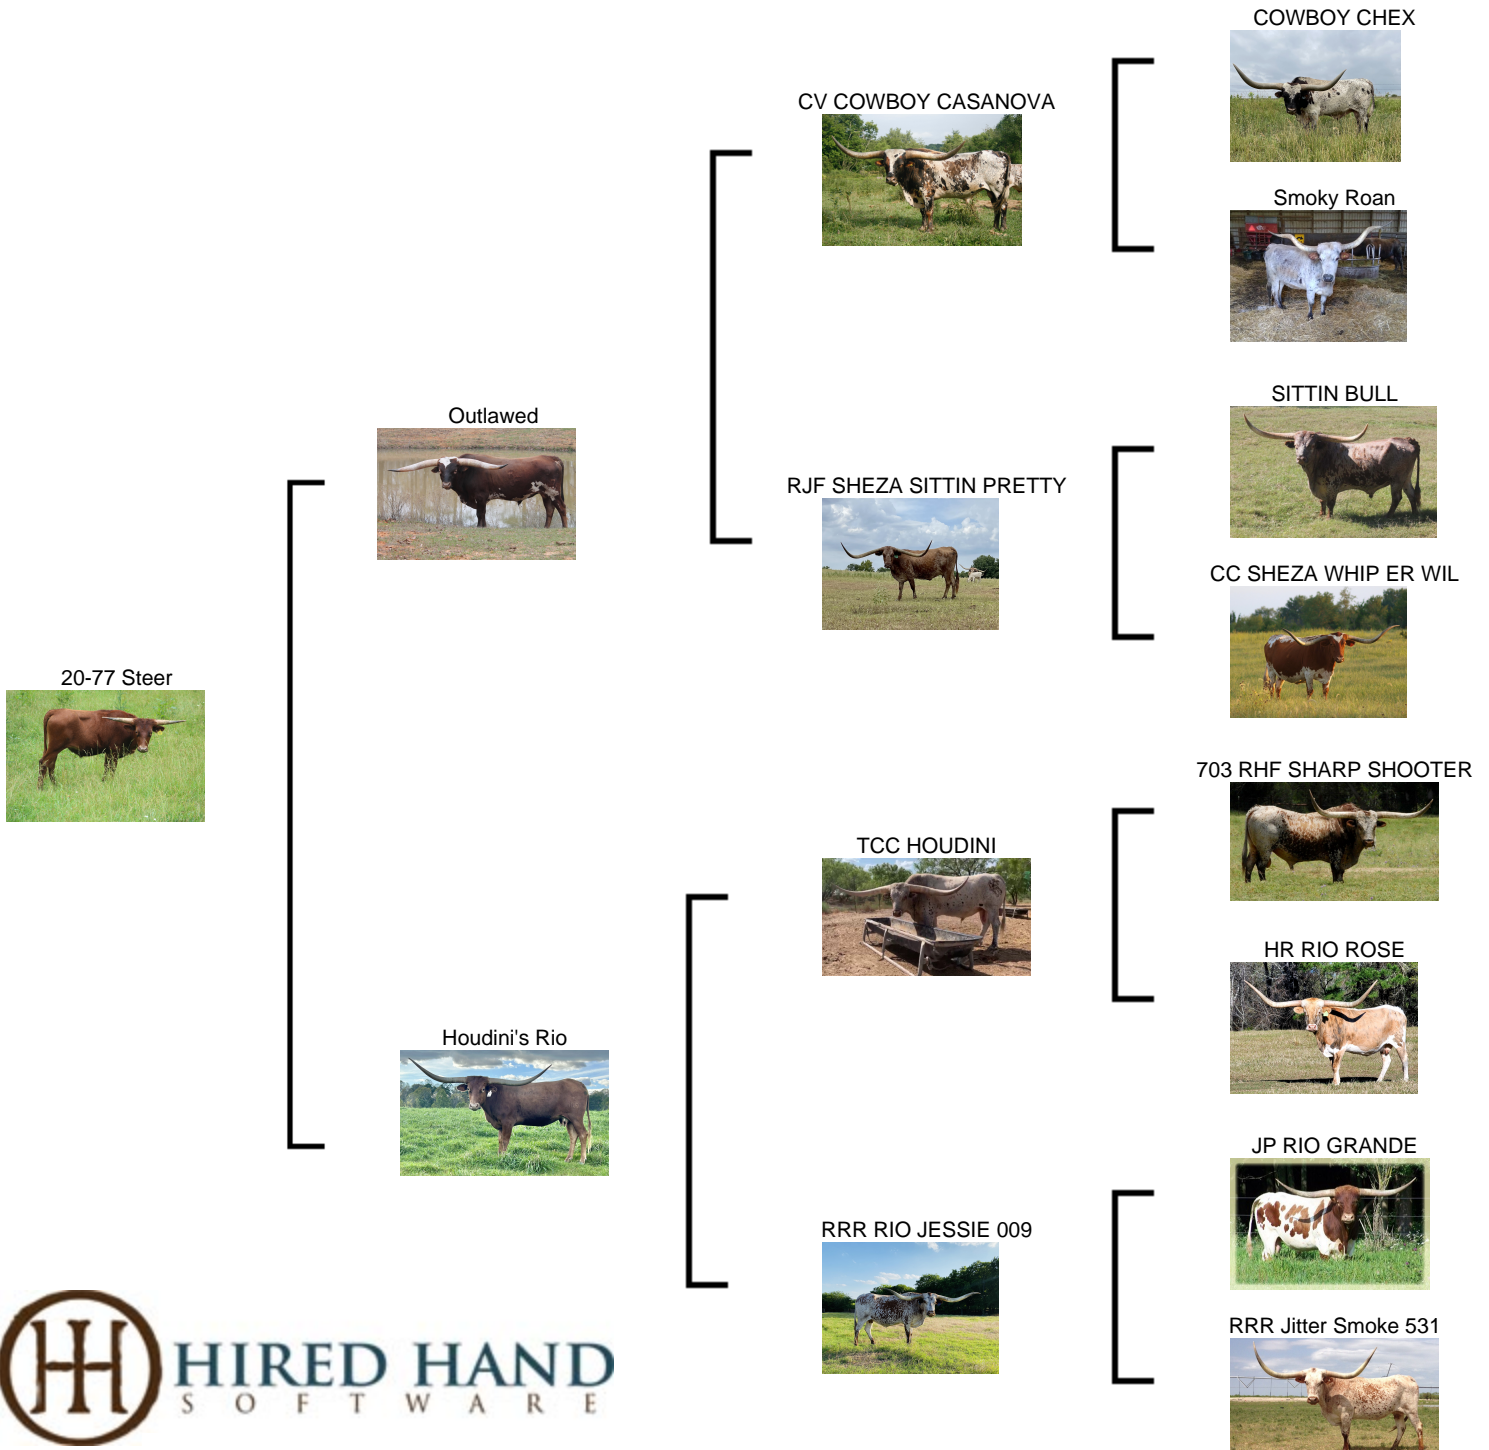 COWBOY CHEX
CV COWBOY CASANOVA
Smoky Roan
SITTIN BULL
Outlawed
RJF SHEZA SITTIN PRETTY
CC SHEZA WHIP ER WIL
20-77 Steer
703 RHF SHARP SHOOTER
TCC HOUDINI
HR RIO ROSE
Houdini's Rio
JP RIO GRANDE
RRR RIO JESSIE 009
RRR Jitter Smoke 531
HIRED HAND
SOFTWARE